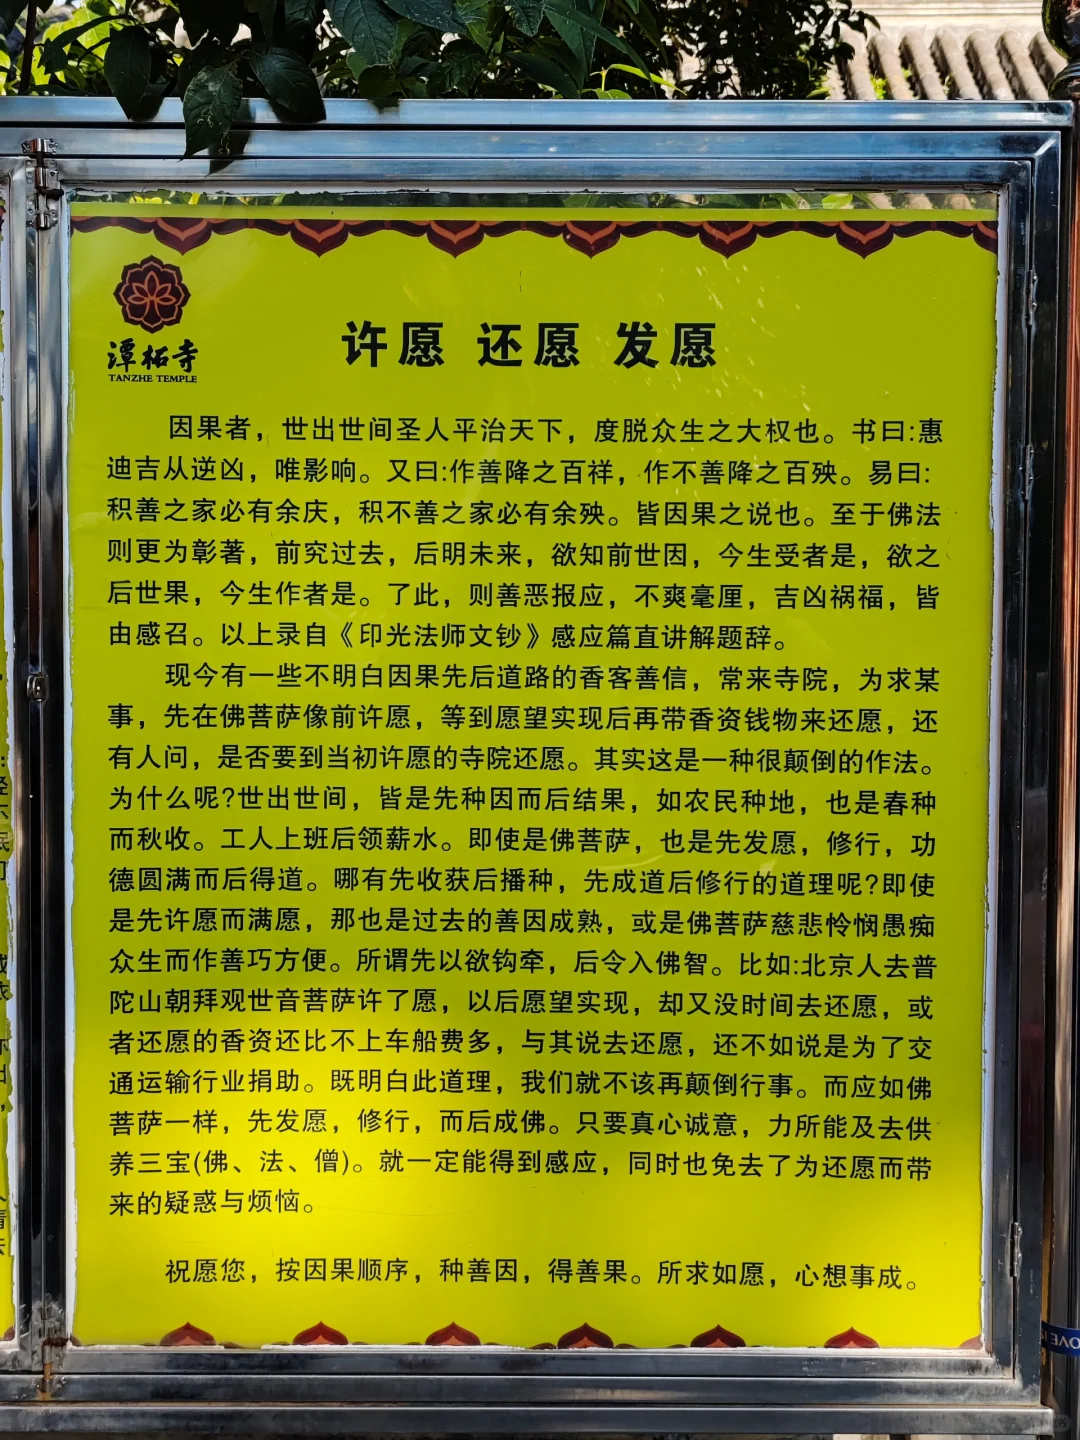 潭柘寺
TANZHE TEMPLE
许愿 还愿 发愿
因果者，世出世间圣人平治天下，度脱众生之大权也。书曰:惠
迪吉从逆凶，唯影响。又曰:作善降之百祥，作不善降之百殃。易曰:
积善之家必有余庆，积不善之家必有余殃。皆因果之说也。至于佛法
则更为彰著，前究过去，后明未来，欲知前世因，今生受者是，欲之
后世果，今生作者是。了此，则善恶报应，不爽毫厘，吉凶祸福，皆
由感召。以上录自《印光法师文钞》感应篇直讲解题辞。
现今有一些不明白因果先后道路的香客善信，常来寺院，为求某
事，先在佛菩萨像前许愿，等到愿望实现后再带香资钱物来还愿，还
有人问，是否要到当初许愿的寺院还愿。其实这是一种很颠倒的作法。
为什么呢?世出世间，皆是先种因而后结果，如农民种地，也是春种
而秋收。工人上班后领薪水。即使是佛菩萨，也是先发愿，修行，功
德圆满而后得道。哪有先收获后播种，先成道后修行的道理呢?即使
是先许愿而满愿，那也是过去的善因成熟，或是佛菩萨慈悲怜悯愚痴
众生而作善巧方便。所谓先以欲钩牵，后令入佛智。比如:北京人去普
陀山朝拜观世音菩萨许了愿，以后愿望实现，却又没时间去还愿，或
者还愿的香资还比不上车船费多，与其说去还愿，还不如说是为了交
通运输行业捐助。既明白此道理，我们就不该再颠倒行事。而应如佛
菩萨一样，先发愿，修行，而后成佛。只要真心诚意，力所能及去供
养三宝(佛、法、僧)。就一定能得到感应，同时也免去了为还愿而带
来的疑惑与烦恼。
祝愿您，按因果顺序，种善因，得善果。所求如愿，心想事成。